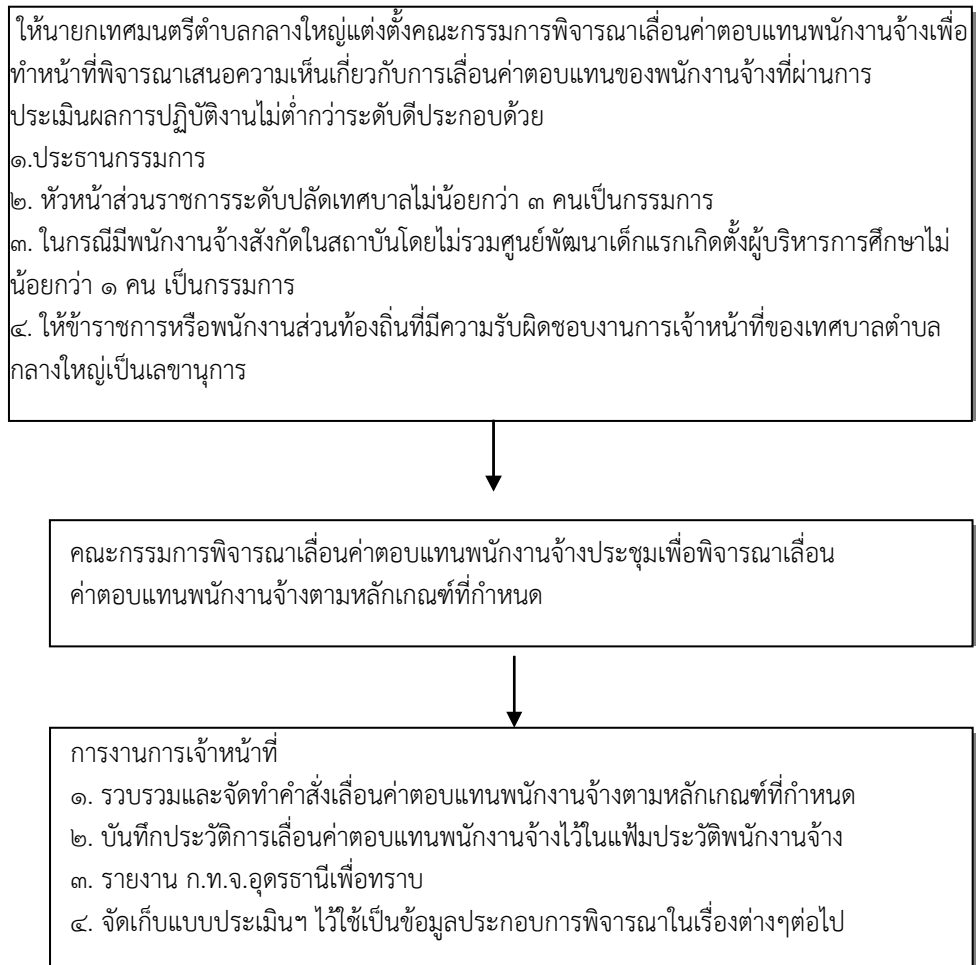 ให้นายกเทศมนตรีตำบลกลางใหญ่แต่งตั้งคณะกรรมการพิจารณาเลื่อนค่าตอบแทนพนักงานจ้างเพื่อ
ทำหน้าที่พิจารณาเสนอความเห็นเกี่ยวกับการเลื่อนค่าตอบแทนของพนักงานจ้างที่ผ่านการ
ประเมินผลการปฏิบัติงานไม่ต่ำกว่าระดับดีประกอบด้วย
๑.ประธานกรรมการ
๒. หัวหน้าส่วนราชการระดับปลัดเทศบาลไม่น้อยกว่า ๓ คนเป็นกรรมการ
๓. ในกรณีมีพนักงานจ้างสังกัดในสถาบันโดยไม่รวมศูนย์พัฒนาเด็กแรกเกิดตั้งผู้บริหารการศึกษาไม่
น้อยกว่า ๑ คน เป็นกรรมการ
๔. ให้ข้าราชการหรือพนักงานส่วนท้องถิ่นที่มีความรับผิดชอบงานการเจ้าหน้าที่ของเทศบาลตำบล
กลางใหญ่เป็นเลขานุการ
คณะกรรมการพิจารณาเลื่อนค่าตอบแทนพนักงานจ้างประชุมเพื่อพิจารณาเลื่อน
ค่าตอบแทนพนักงานจ้างตามหลักเกณฑ์ที่กำหนด
การงานการเจ้าหน้าที่
๑. รวบรวมและจัดทำคำสั่งเลื่อนค่าตอบแทนพนักงานจ้างตามหลักเกณฑ์ที่กำหนด
๒. บันทึกประวัติการเลื่อนค่าตอบแทนพนักงานจ้างไว้ในแฟ้มประวัติพนักงานจ้าง
๓. รายงาน ก.ท.จ.อุดรธานีเพื่อทราบ
๔. จัดเก็บแบบประเมินฯ ไว้ใช้เป็นข้อมูลประกอบการพิจารณาในเรื่องต่างๆต่อไป